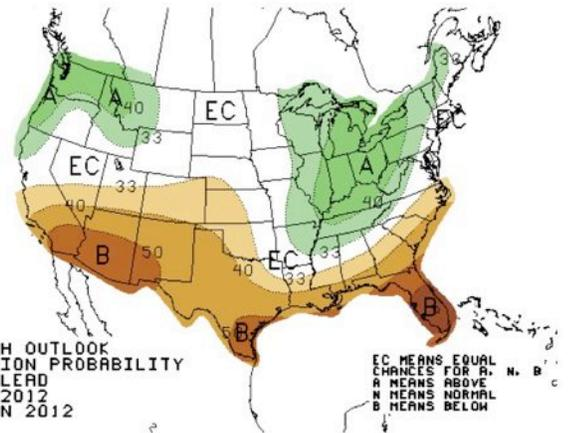 33
A
A
40
EC
EC
33
EC
33
A
40
40
B
50
40
EC
33
33
B
B
H OUTLOOK
ION PROBABILITY
LEAD
2012
N 2012
EC MEANS EQUAL
CHANCES FOR A, N, B
A MEANS ABOVE
N MEANS NORMAL
B MEANS BELOW